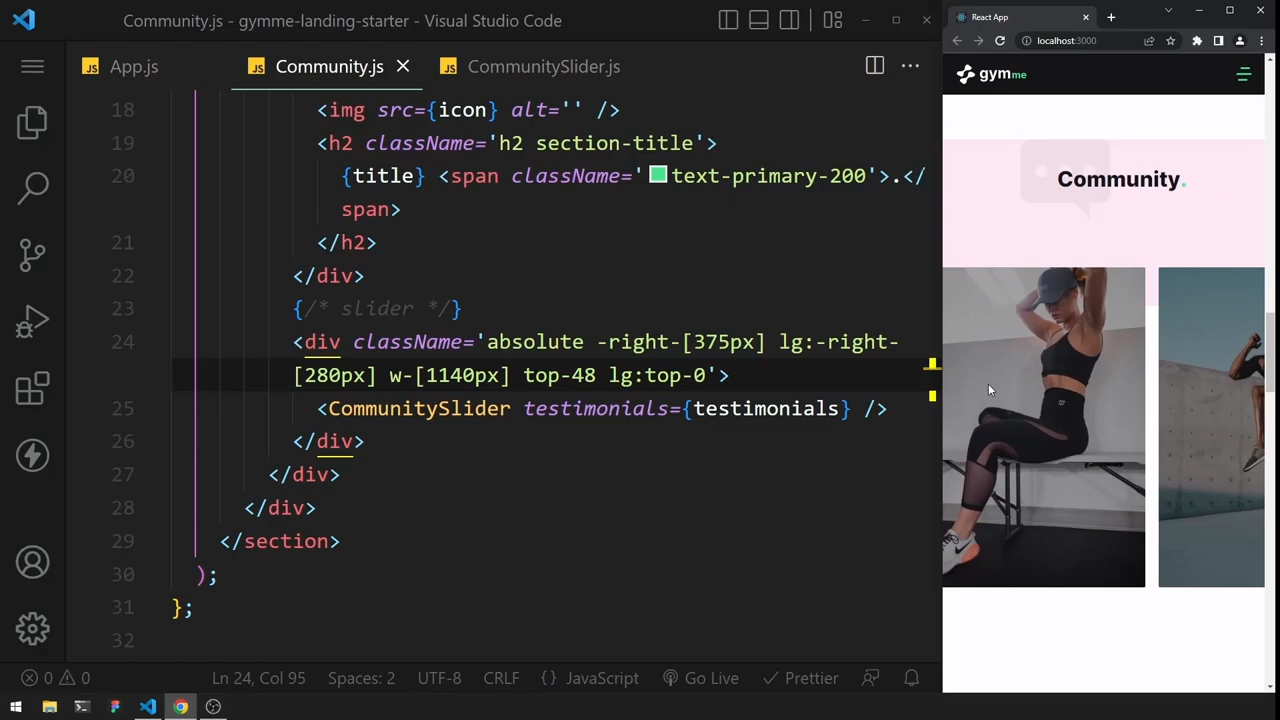 Community.js - gymme-landing-starter - Visual Studio Code
JS App.js
JS Community.js
JS CommunitySlider.js
18 <img src={icon} alt='' />
19 <h2 className='h2 section-title'>
20 {title} <span className='text-primary-200'>.</
span>
21 </h2>
22 </div>
23 {/* slider */}
24 <div className='absolute -right-[375px] lg:-right-
[280px] w-[1140px] top-48 lg:top-0'>
25 <CommunitySlider testimonials={testimonials} />
26 </div>
27 </div>
28 </div>
29 </section>
30 );
31 };
32
0 0
Ln 24, Col 95
Spaces: 2
UTF-8
CRLF
{} JavaScript
Go Live
Prettier
React App
localhost:3000
gymme
Community.